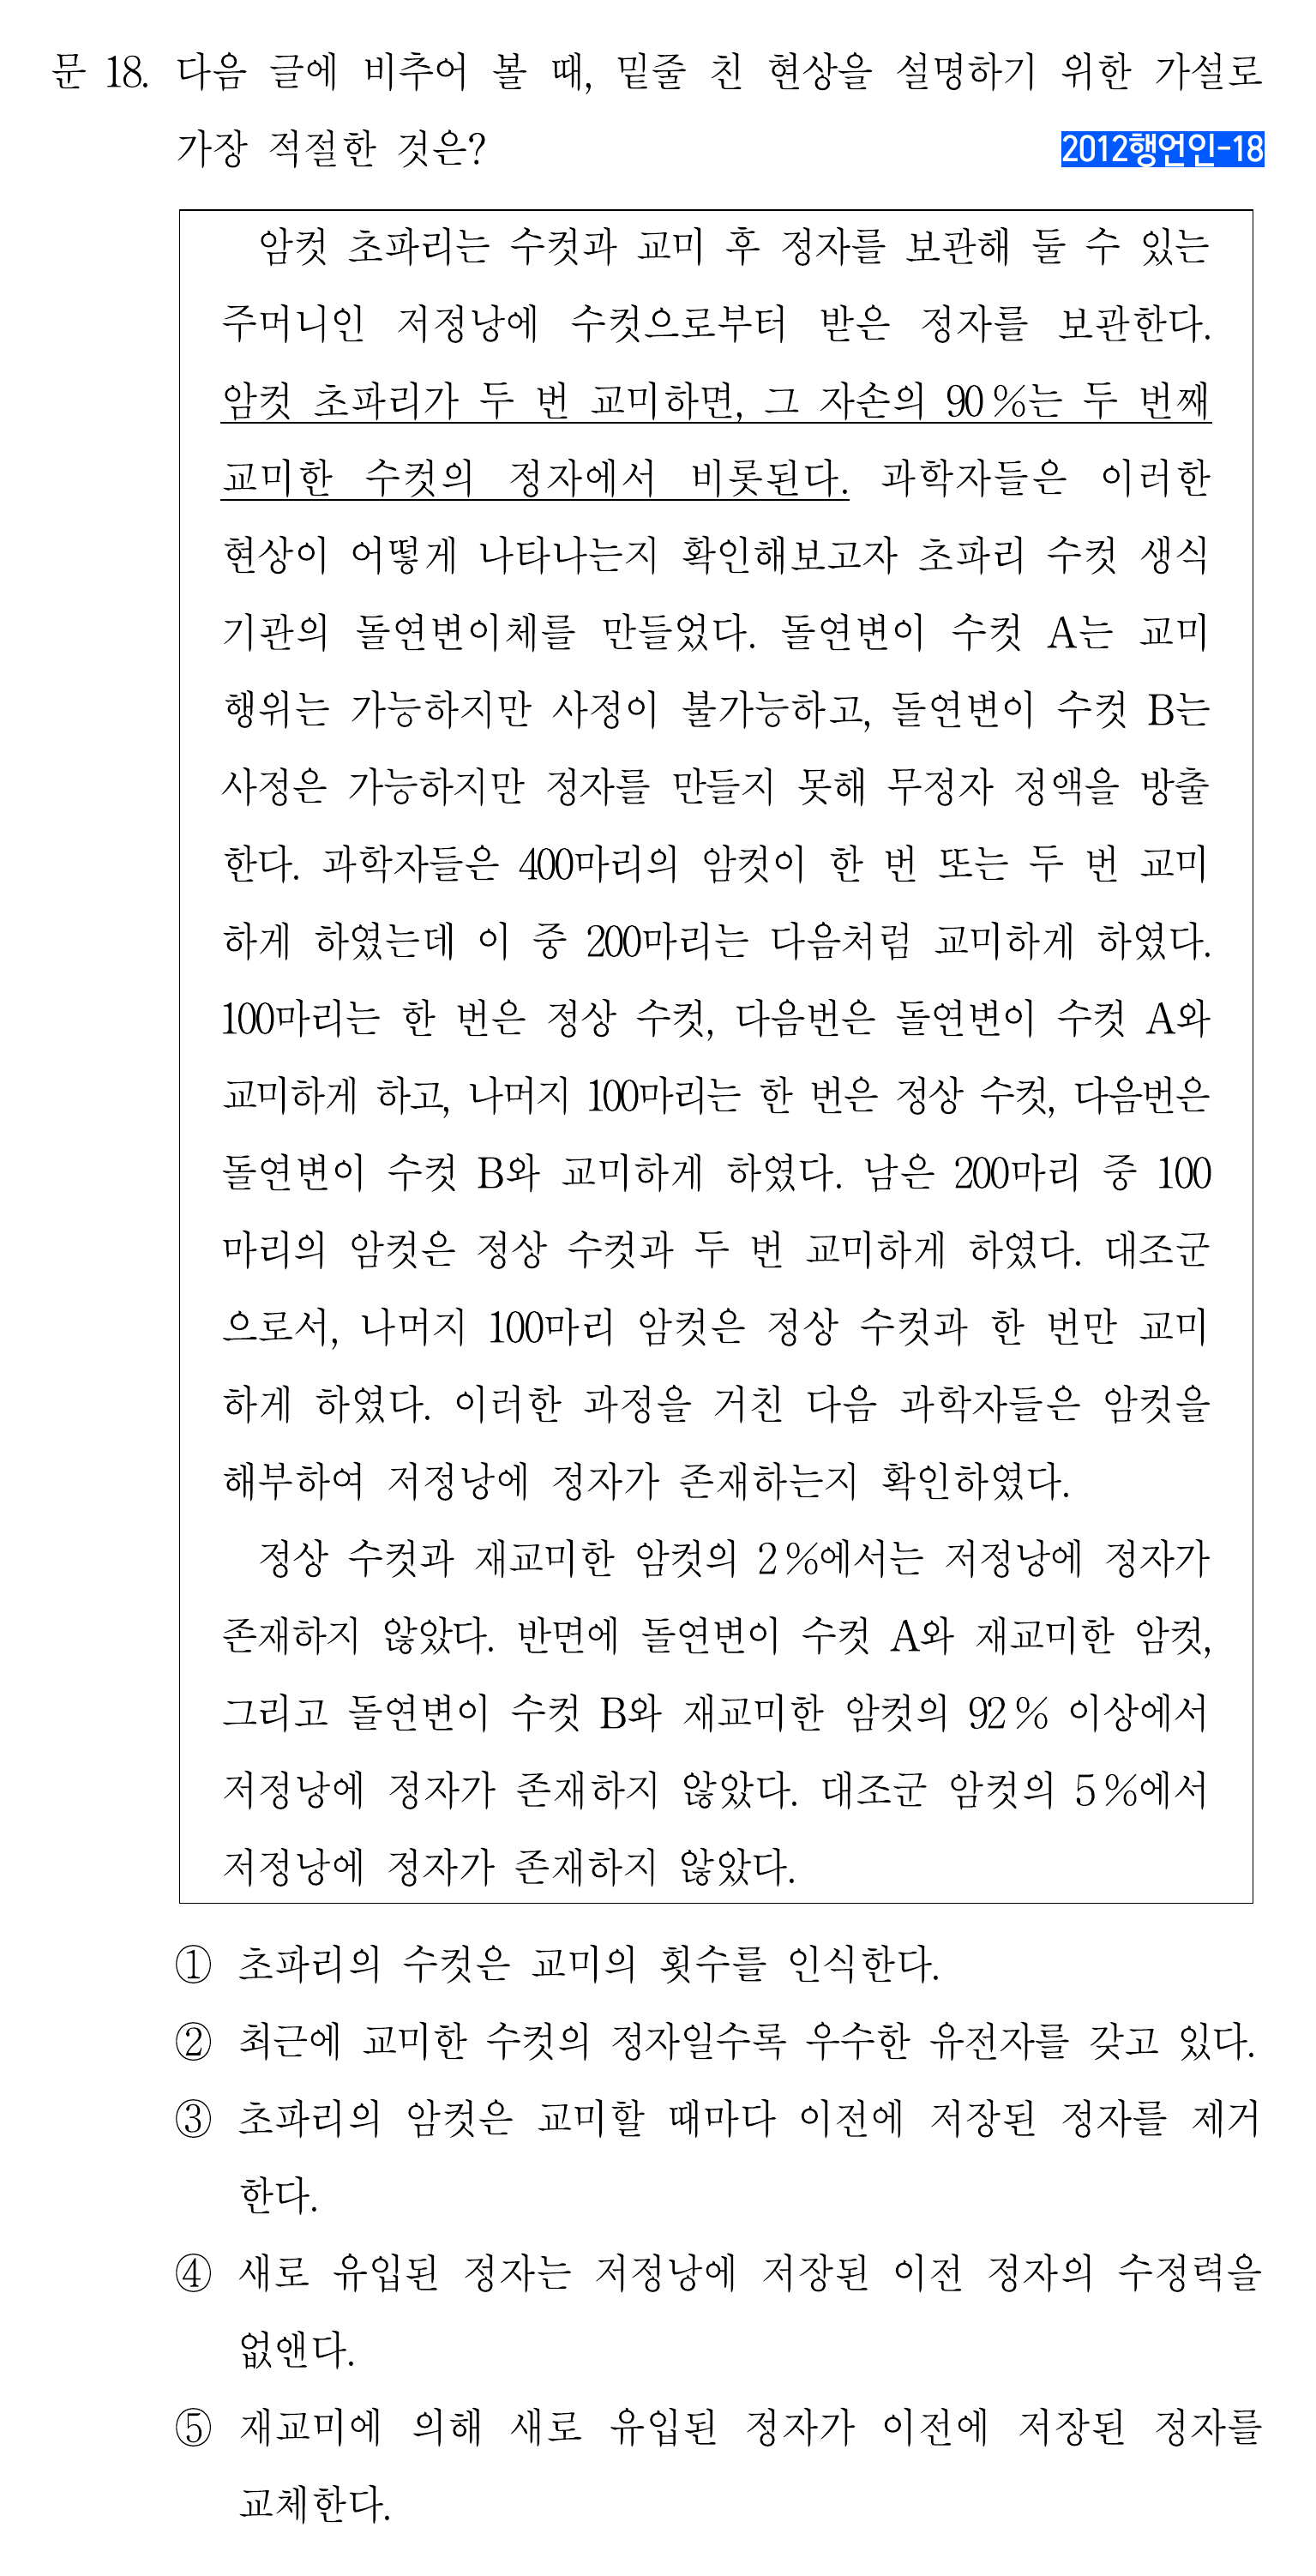 문 18. 다음 글에 비추어 볼 때, 밑줄 친 현상을 설명하기 위한 가설로
가장 적절한 것은?
2012행언인-18
암컷 초파리는 수컷과 교미 후 정자를 보관해 둘 수 있는
주머니인 저정낭에 수컷으로부터 받은 정자를 보관한다.
암컷 초파리가 두 번 교미하면, 그 자손의 90%는 두 번째
교미한 수컷의 정자에서 비롯된다. 과학자들은 이러한
현상이 어떻게 나타나는지 확인해보고자 초파리 수컷 생식
기관의 돌연변이체를 만들었다. 돌연변이 수컷 A는 교미
행위는 가능하지만 사정이 불가능하고, 돌연변이 수컷 B는
사정은 가능하지만 정자를 만들지 못해 무정자 정액을 방출
한다. 과학자들은 400마리의 암컷이 한 번 또는 두 번 교미
하게 하였는데 이 중 200마리는 다음처럼 교미하게 하였다.
100마리는 한 번은 정상 수컷, 다음번은 돌연변이 수컷 A와
교미하게 하고, 나머지 100마리는 한 번은 정상 수컷, 다음번은
돌연변이 수컷 B와 교미하게 하였다. 남은 200마리 중 100
마리의 암컷은 정상 수컷과 두 번 교미하게 하였다. 대조군
으로서, 나머지 100마리 암컷은 정상 수컷과 한 번만 교미
하게 하였다. 이러한 과정을 거친 다음 과학자들은 암컷을
해부하여 저정낭에 정자가 존재하는지 확인하였다.
정상 수컷과 재교미한 암컷의 2%에서는 저정낭에 정자가
존재하지 않았다. 반면에 돌연변이 수컷 A와 재교미한 암컷,
그리고 돌연변이 수컷 B와 재교미한 암컷의 92% 이상에서
저정낭에 정자가 존재하지 않았다. 대조군 암컷의 5%에서
저정낭에 정자가 존재하지 않았다.
① 초파리의 수컷은 교미의 횟수를 인식한다.
② 최근에 교미한 수컷의 정자일수록 우수한 유전자를 갖고 있다.
③ 초파리의 암컷은 교미할 때마다 이전에 저장된 정자를 제거
한다.
④ 새로 유입된 정자는 저정낭에 저장된 이전 정자의 수정력을
없앤다.
⑤ 재교미에 의해 새로 유입된 정자가 이전에 저장된 정자를
교체한다.